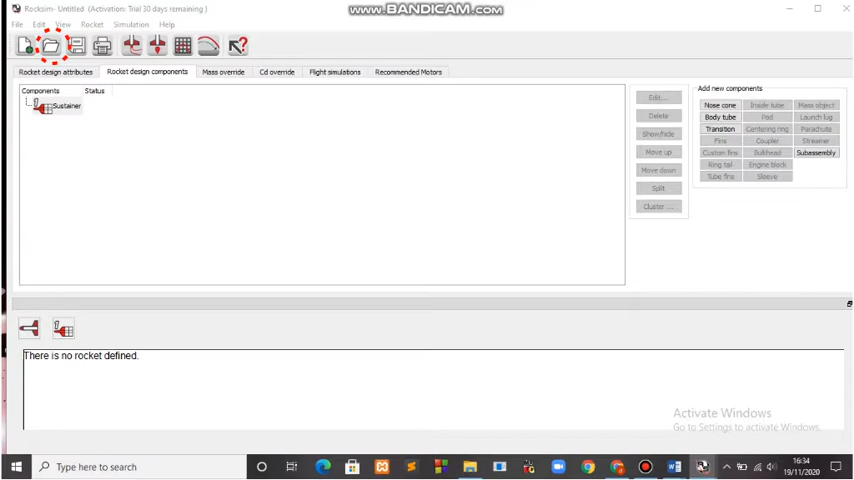 Rocksim- Untitled (Activation: Trial 30 days remaining )
www.BANDICAM.com
File Edit View Rocket Simulation Help
Rocket design attributes Rocket design components Mass override Cd override Flight simulations Recommended Motors
Components Status
Sustainer
Edit...
Delete
Show/hide
Move up
Move down
Split
Cluster ...
Add new components
Nose cone Inside tube Mass object
Body tube Pod Launch lug
Transition Centering ring Parachute
Fins Coupler Streamer
Custom fins Bulkhead Subassembly
Ring tail Engine block
Tube fins Sleeve
There is no rocket defined.
Activate Windows
Go to Settings to activate Windows.
Type here to search
16:34
19/11/2020